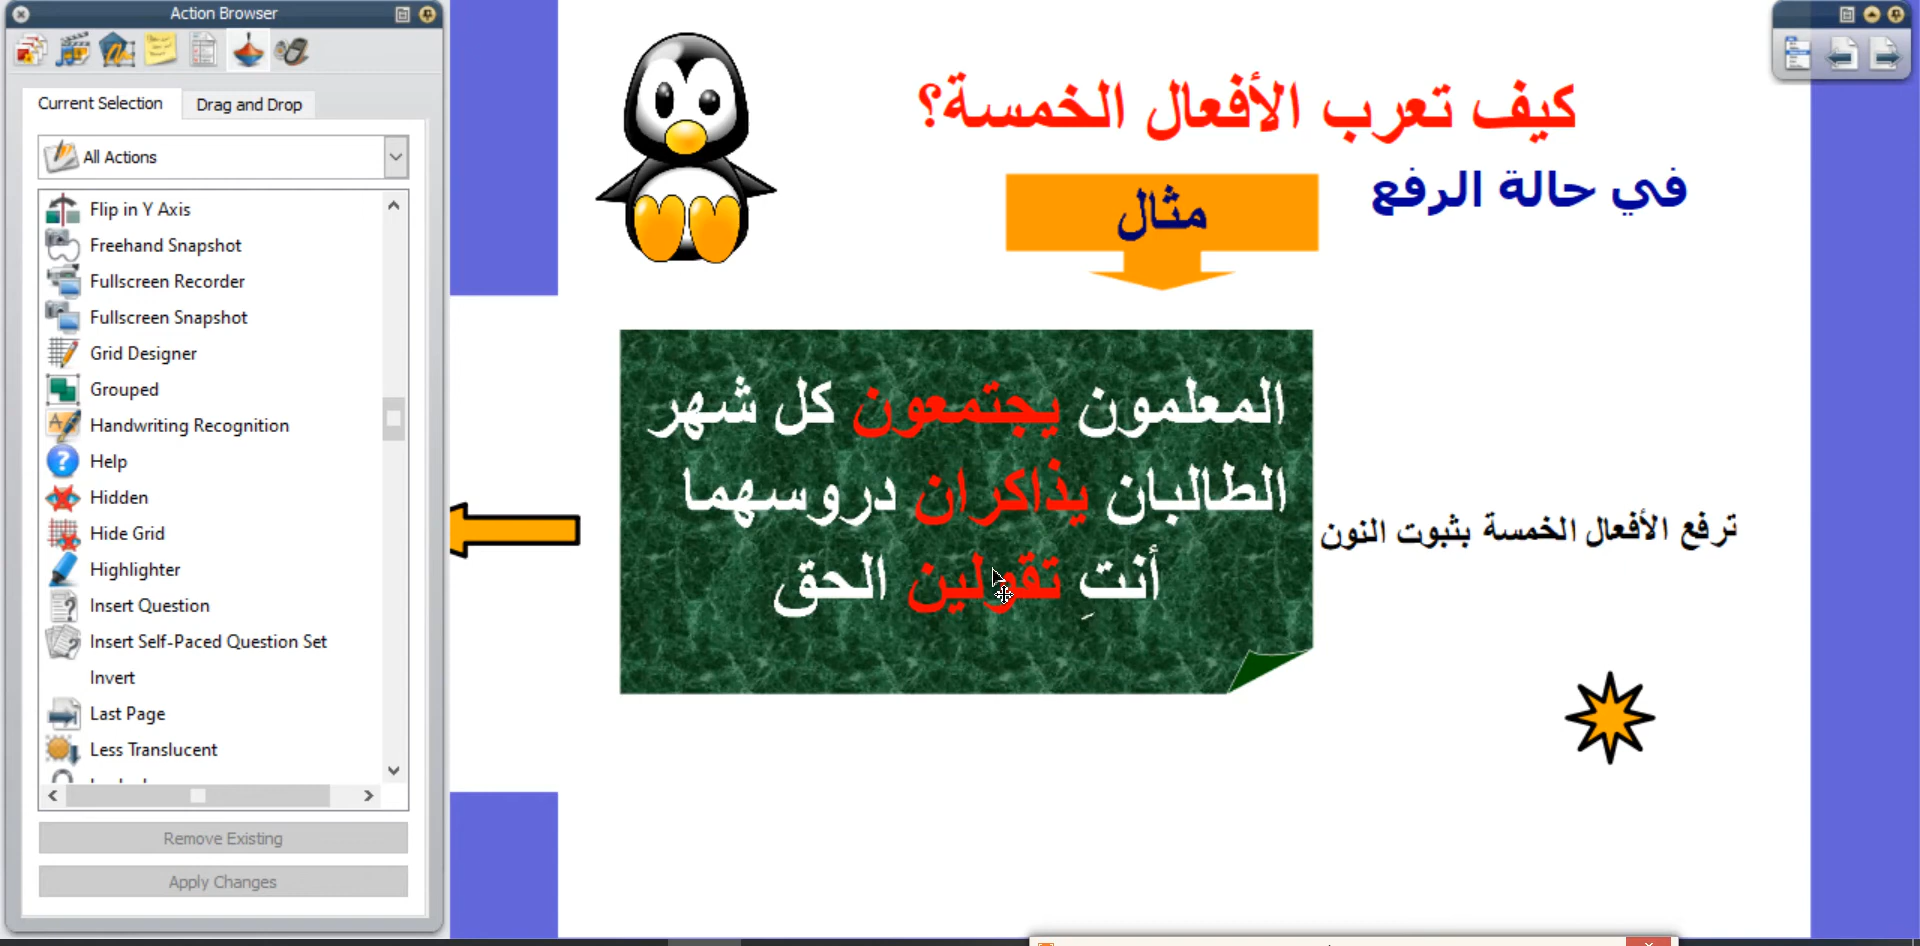 Action Browser
Current Selection
Drag and Drop
All Actions
Flip in Y Axis
Freehand Snapshot
Fullscreen Recorder
Fullscreen Snapshot
Grid Designer
Grouped
Handwriting Recognition
Help
Hidden
Hide Grid
Highlighter
Insert Question
Insert Self-Paced Question Set
Invert
Last Page
Less Translucent
Remove Existing
Apply Changes
كيف تعرب الأفعال الخمسة؟
في حالة الرفع
مثال
المعلمون يجتمعون كل شهر
الطالبان يذاكران دروسهما
أنتِ تقولين الحق
ترفع الأفعال الخمسة بثبوت النون